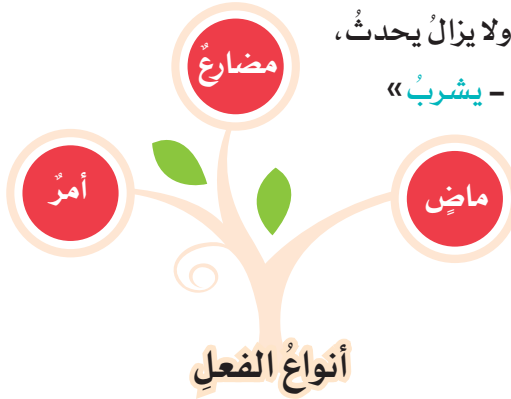 ولا يزالُ يحدثُ،
– يشربُ »
مضارعٌ
ماضٍ
أمرٌ
أنواعُ الفعلِ